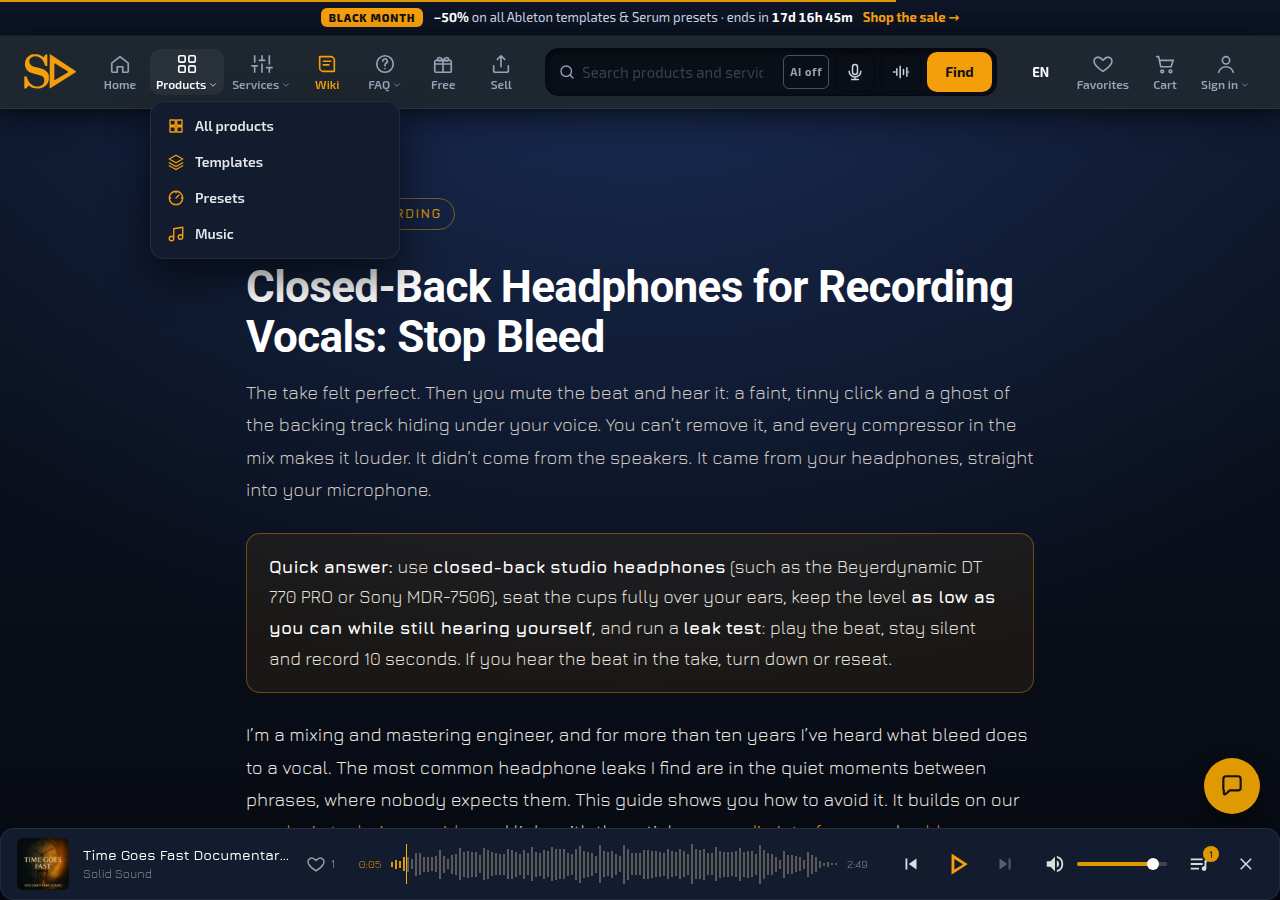 BLACK MONTH −50% on all Ableton templates & Serum presets · ends in 17d 16h 45m Shop the sale →
Home Products Services Wiki FAQ Free Sell Search products and servic AI off Find EN Favorites Cart Sign in
All products
Templates
Presets
Music
RDING
Closed-Back Headphones for Recording
Vocals: Stop Bleed
The take felt perfect. Then you mute the beat and hear it: a faint, tinny click and a ghost of
the backing track hiding under your voice. You can't remove it, and every compressor in the
mix makes it louder. It didn't come from the speakers. It came from your headphones, straight
into your microphone.
Quick answer: use closed-back studio headphones (such as the Beyerdynamic DT
770 PRO or Sony MDR-7506), seat the cups fully over your ears, keep the level as low as
you can while still hearing yourself, and run a leak test: play the beat, stay silent
and record 10 seconds. If you hear the beat in the take, turn down or reseat.
I'm a mixing and mastering engineer, and for more than ten years I've heard what bleed does
to a vocal. The most common headphone leaks I find are in the quiet moments between
phrases, where nobody expects them. This guide shows you how to avoid it. It builds on our
TIME GOES
FAST
Time Goes Fast Documentar...
Solid Sound
1
0:05
2:49
1